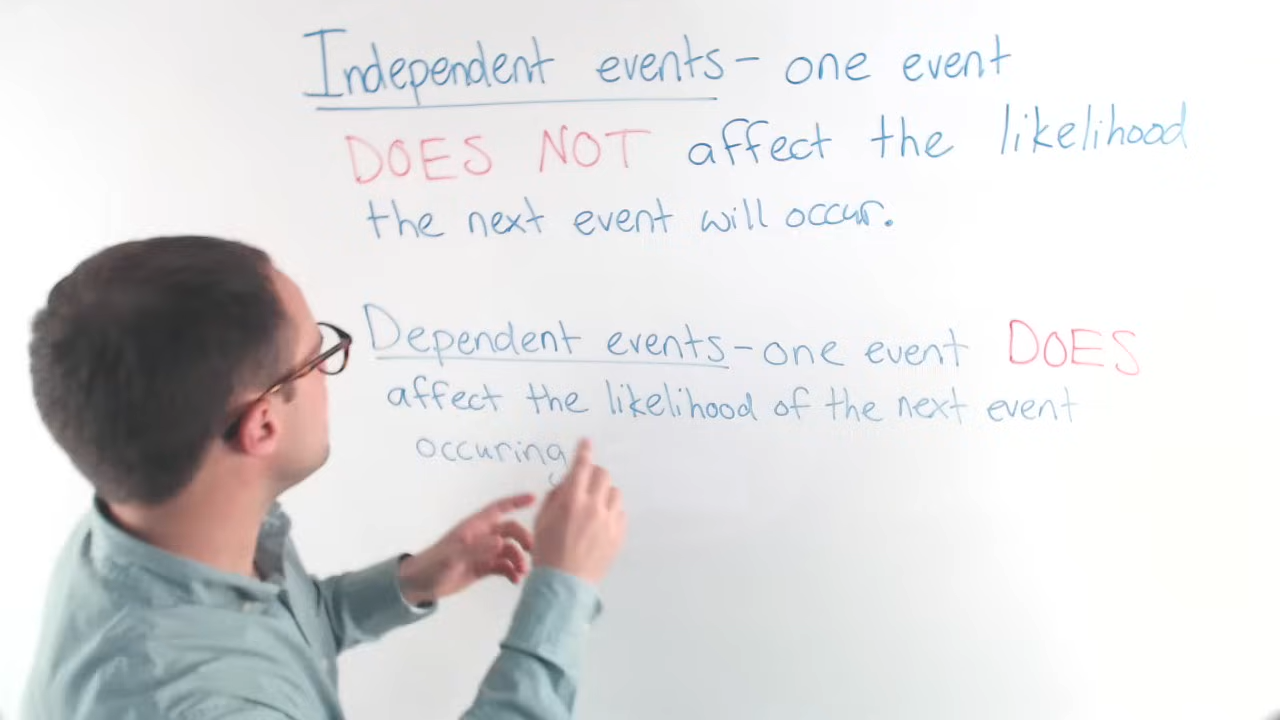 Independent events - one event
DOES NOT affect the likelihood
the next event will occur.
Dependent events - one event DOES
affect the likelihood of the next event
occuring